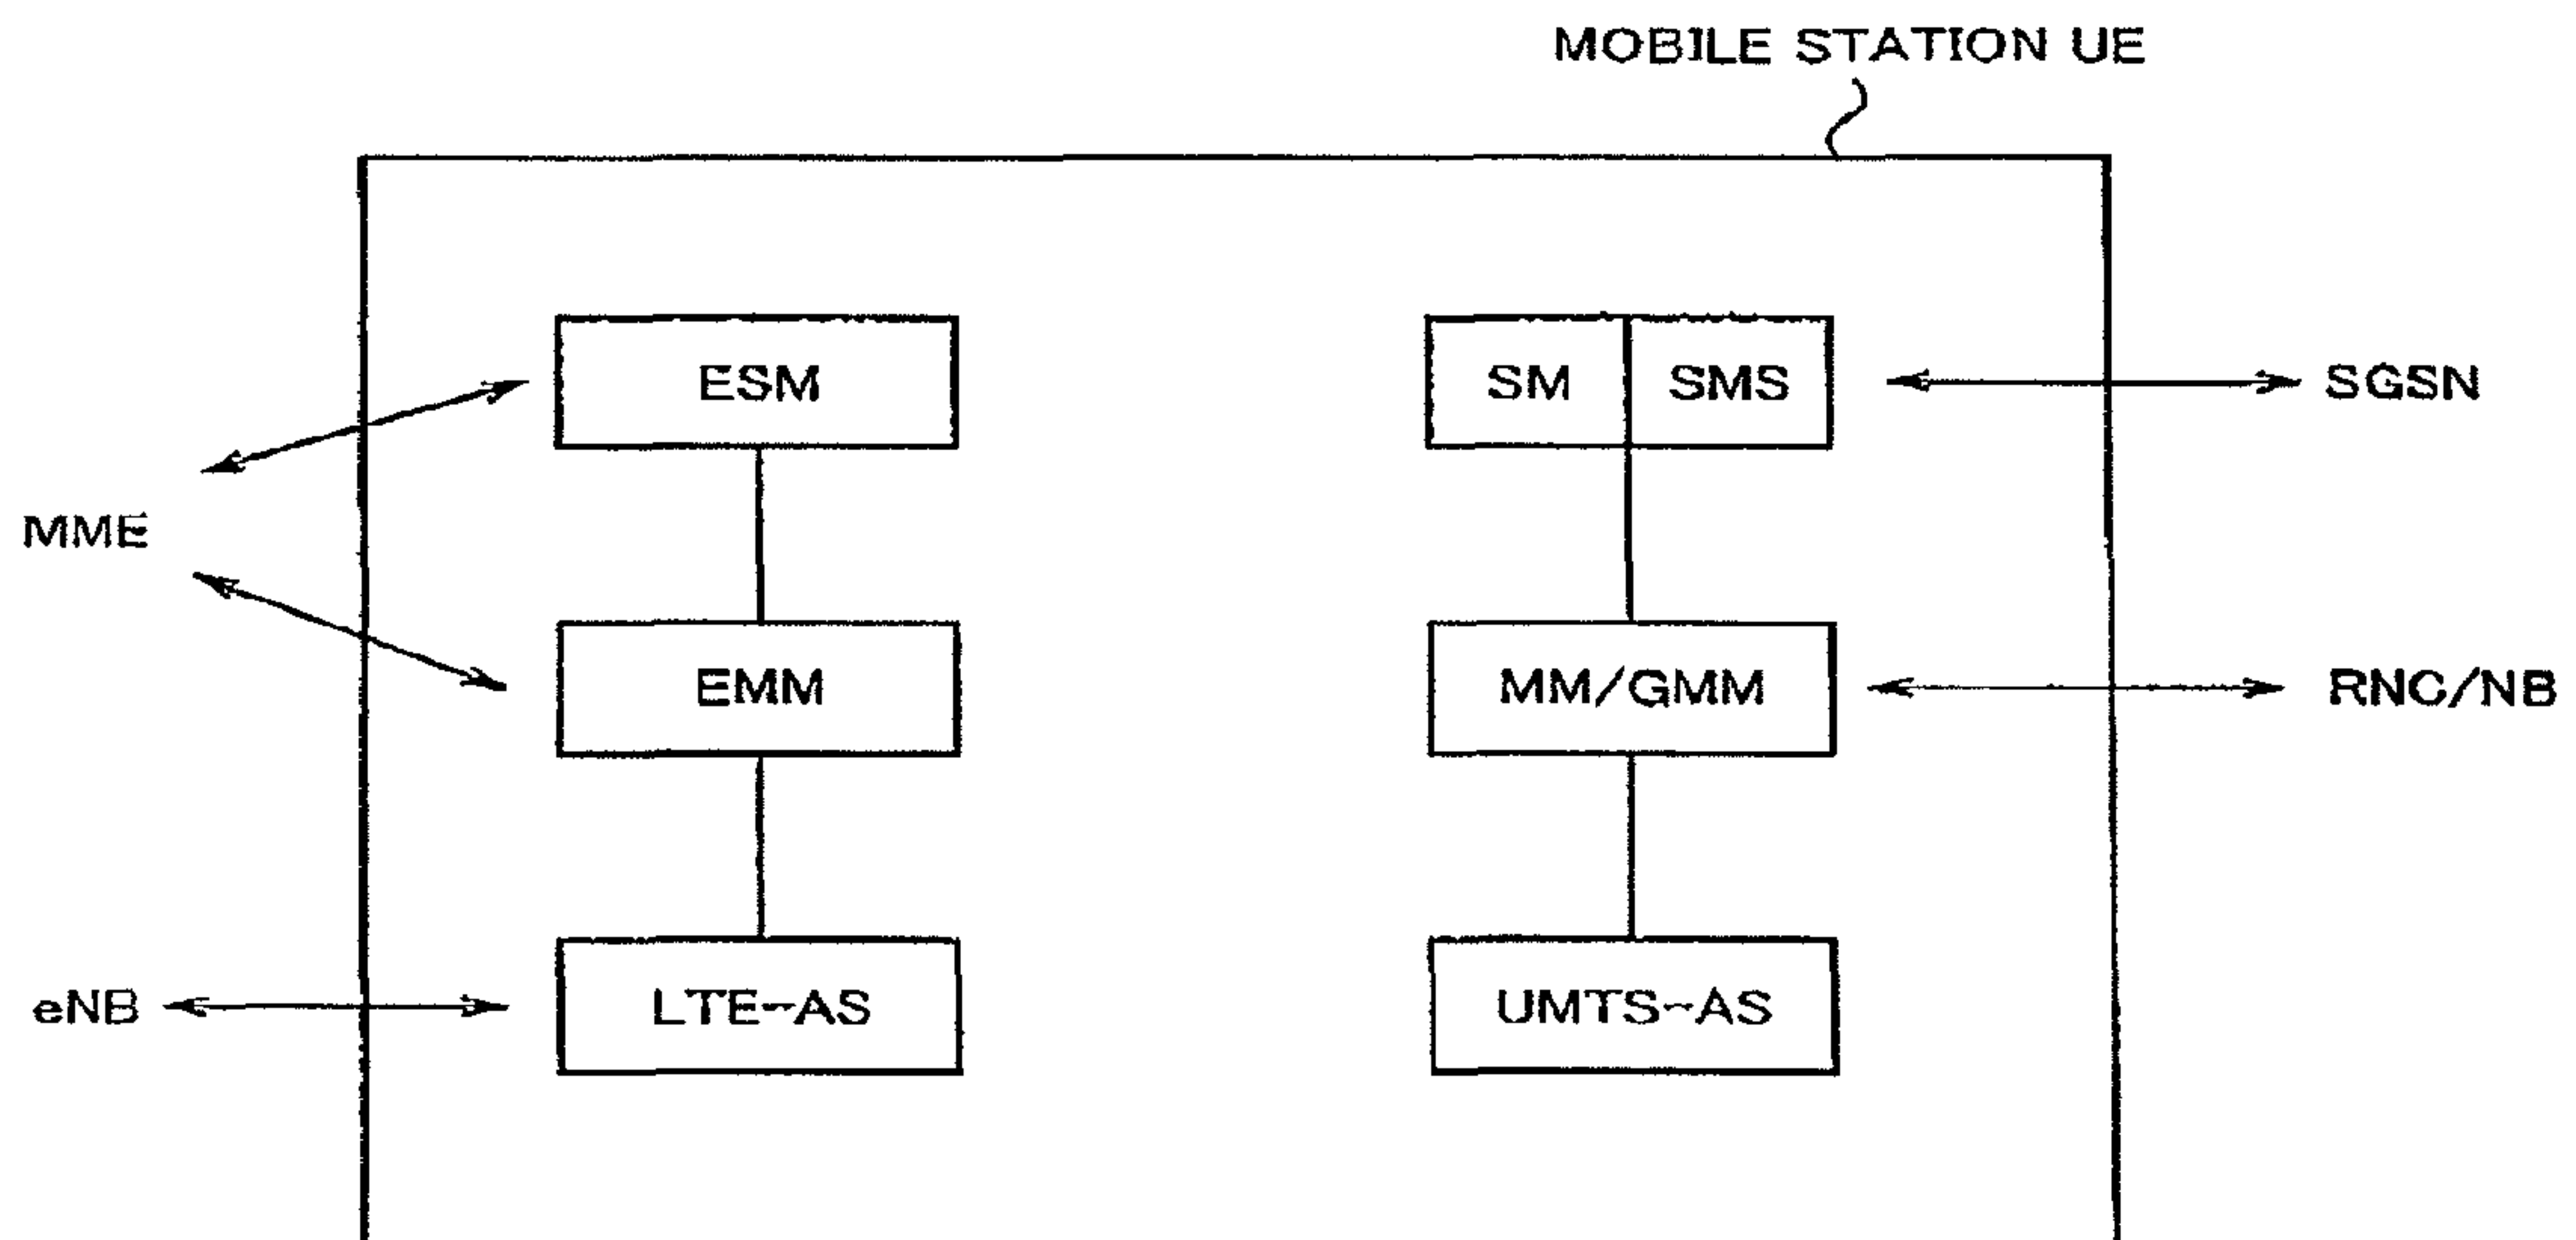 MOBILE STATION UE
ESM
SM
SMS
SGSN
MME
EMM
MM/GMM
RNC/NB
eNB
LTE-AS
UMTS-AS